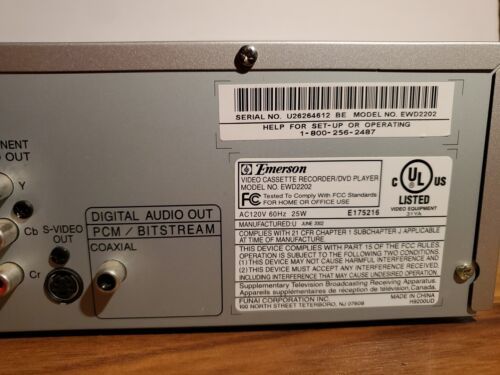 SERIAL NO. U26264612 BE MODEL NO. EWD2202
HELP FOR SET-UP OR OPERATING
1-800-256-2487
NENT
O OUT
Y
Cb
S-VIDEO
OUT
Cr
DIGITAL AUDIO OUT
PCM / BITSTREAM
COAXIAL
Emerson
VIDEO CASSETTE RECORDER/DVD PLAYER
MODEL NO. EWD2202
FC Tested To Comply With FCC Standards
FOR HOME OR OFFICE USE
AC120V 60Hz 25W E175216
C UL US
LISTED
VIDEO EQUIPMENT
31YA
MANUFACTURED: JUNE 2002
COMPLIES WITH 21 CFR CHAPTER 1 SUBCHAPTER J APPLICABLE
AT TIME OF MANUFACTURE.
THIS DEVICE COMPLIES WITH PART 15 OF THE FCC RULES.
OPERATION IS SUBJECT TO THE FOLLOWING TWO CONDITIONS
(1) THIS DEVICE MAY NOT CAUSE HARMFUL INTERFERENCE
AND (2) THIS DEVICE MUST ACCEPT ANY INTERFERENCE RECEIVED
INCLUDING INTERFERENCE THAT MAY CAUSE UNDESIRED OPERATION.
Supplementary Television Broadcasting Receiving Apparatus.
Appareils supplémentaires de réception de télévision, Canada.
FUNAI CORPORATION INC.
100 NORTH STREET TETERBORO, NJ 07608
MADE IN CHINA
H9200UD